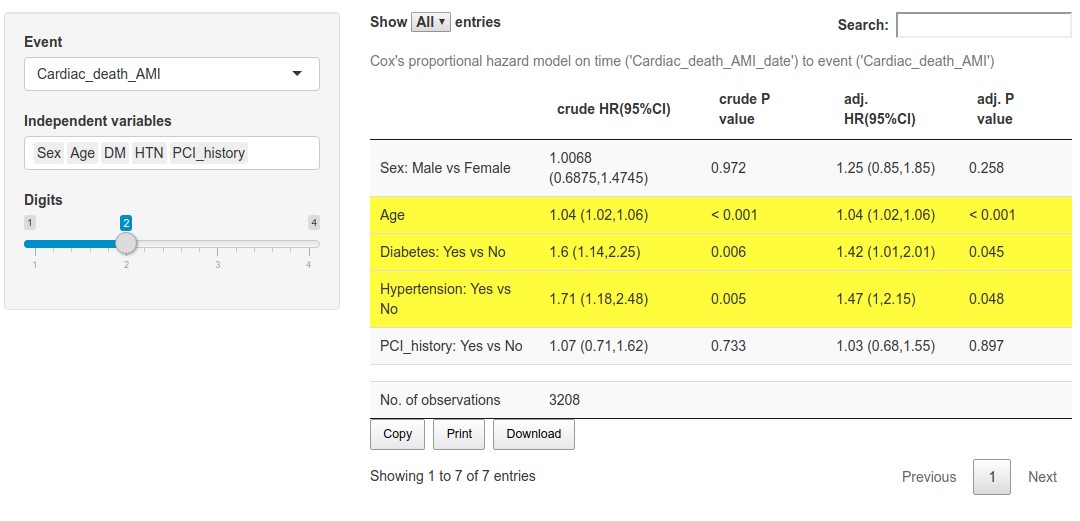 Event
Cardiac_death_AMI
Independent variables
Sex Age DM HTN PCI_history
Digits
1 2 4
1 2 3 4
Show All entries
Search:
Cox's proportional hazard model on time ('Cardiac_death_AMI_date') to event ('Cardiac_death_AMI')
crude HR(95%CI) crude P value adj. HR(95%CI) adj. P value
Sex: Male vs Female 1.0068 (0.6875,1.4745) 0.972 1.25 (0.85,1.85) 0.258
Age 1.04 (1.02,1.06) < 0.001 1.04 (1.02,1.06) < 0.001
Diabetes: Yes vs No 1.6 (1.14,2.25) 0.006 1.42 (1.01,2.01) 0.045
Hypertension: Yes vs No 1.71 (1.18,2.48) 0.005 1.47 (1,2.15) 0.048
PCI_history: Yes vs No 1.07 (0.71,1.62) 0.733 1.03 (0.68,1.55) 0.897
No. of observations 3208
Copy Print Download
Showing 1 to 7 of 7 entries
Previous 1 Next